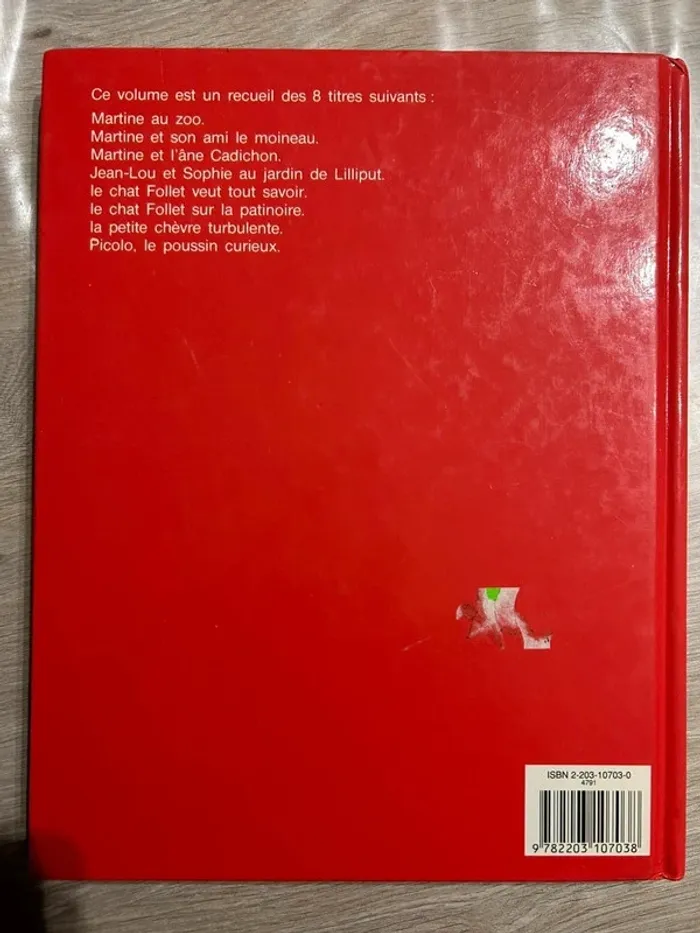 Ce volume est un recueil des 8 titres suivants :
Martine au zoo.
Martine et son ami le moineau.
Martine et l'âne Cadichon.
Jean-Lou et Sophie au jardin de Lilliput.
le chat Follet veut tout savoir.
le chat Follet sur la patinoire.
la petite chèvre turbulente.
Picolo, le poussin curieux.
ISBN 2-203-10703-0
4791
9 782203 107038